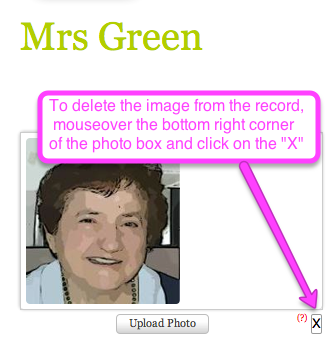 Mrs Green
To delete the image from the record,
mouseover the bottom right corner
of the photo box and click on the "X"
Upload Photo
(?)
X